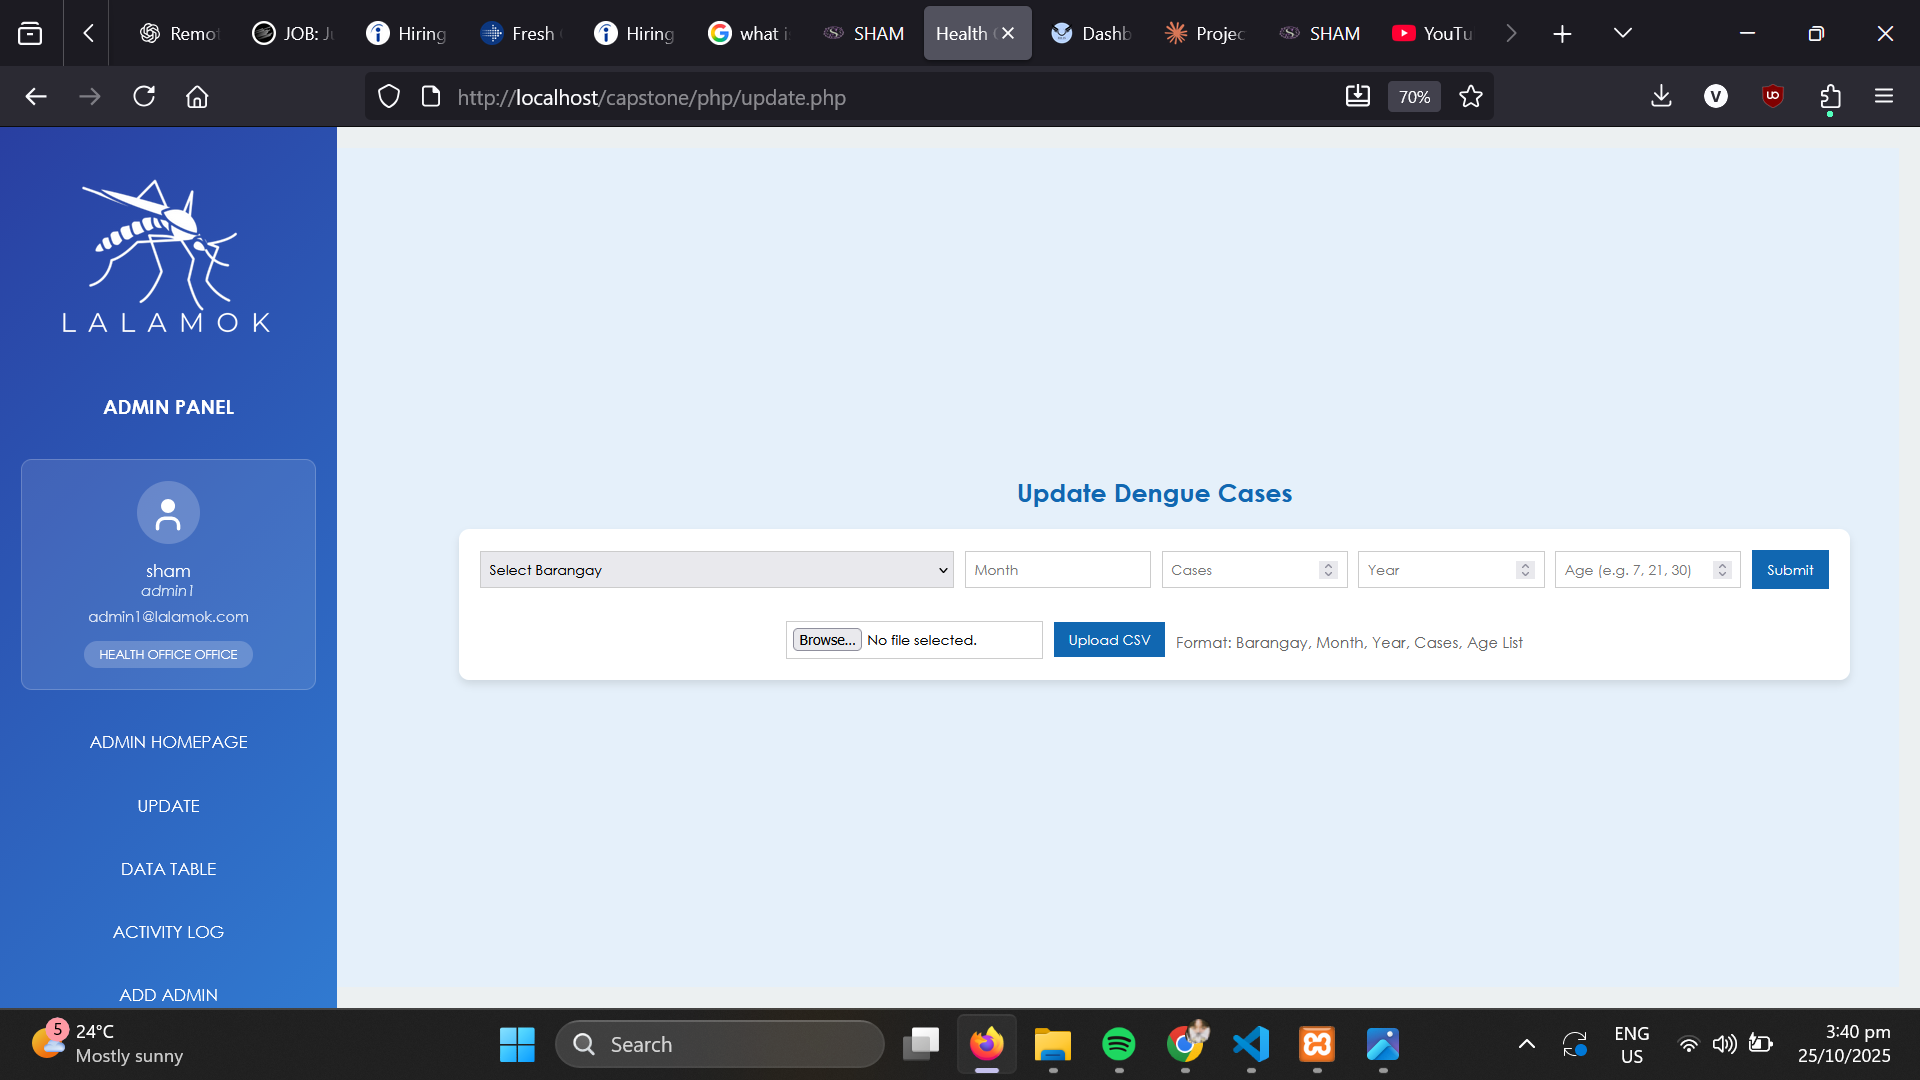 Remo
JOB: J
Hiring
Fresh
Hiring
what i
SHAM
Health
Dashb
Projec
SHAM
YouTu
http://localhost/capstone/php/update.php
70%
V
LALAMOK
ADMIN PANEL
sham
admin1
admin1@lalamok.com
HEALTH OFFICE OFFICE
ADMIN HOMEPAGE
UPDATE
DATA TABLE
ACTIVITY LOG
ADD ADMIN
Update Dengue Cases
Select Barangay
Month
Cases
Year
Age (e.g. 7, 21, 30)
Submit
Browse... No file selected.
Upload CSV
Format: Barangay, Month, Year, Cases, Age List
5
24°C
Mostly sunny
Search
ENG
US
3:40 pm
25/10/2025